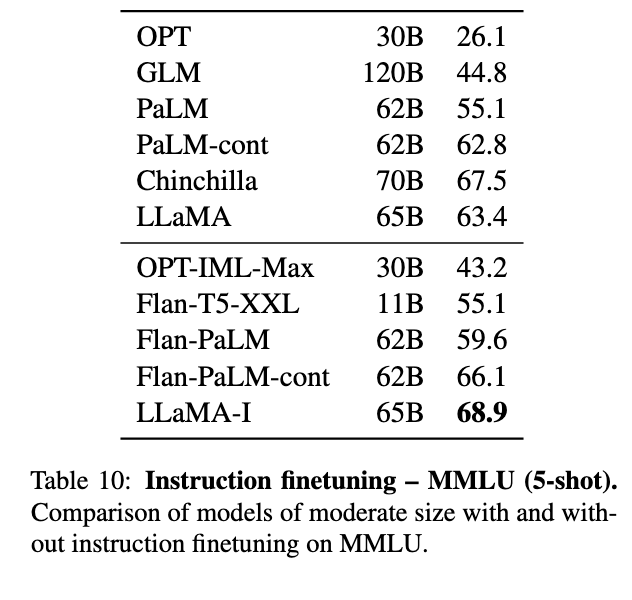 OPT 30B 26.1
GLM 120B 44.8
PaLM 62B 55.1
PaLM-cont 62B 62.8
Chinchilla 70B 67.5
LLaMA 65B 63.4
OPT-IML-Max 30B 43.2
Flan-T5-XXL 11B 55.1
Flan-PaLM 62B 59.6
Flan-PaLM-cont 62B 66.1
LLaMA-I 65B 68.9
Table 10: Instruction finetuning – MMLU (5-shot).
Comparison of models of moderate size with and with-
out instruction finetuning on MMLU.